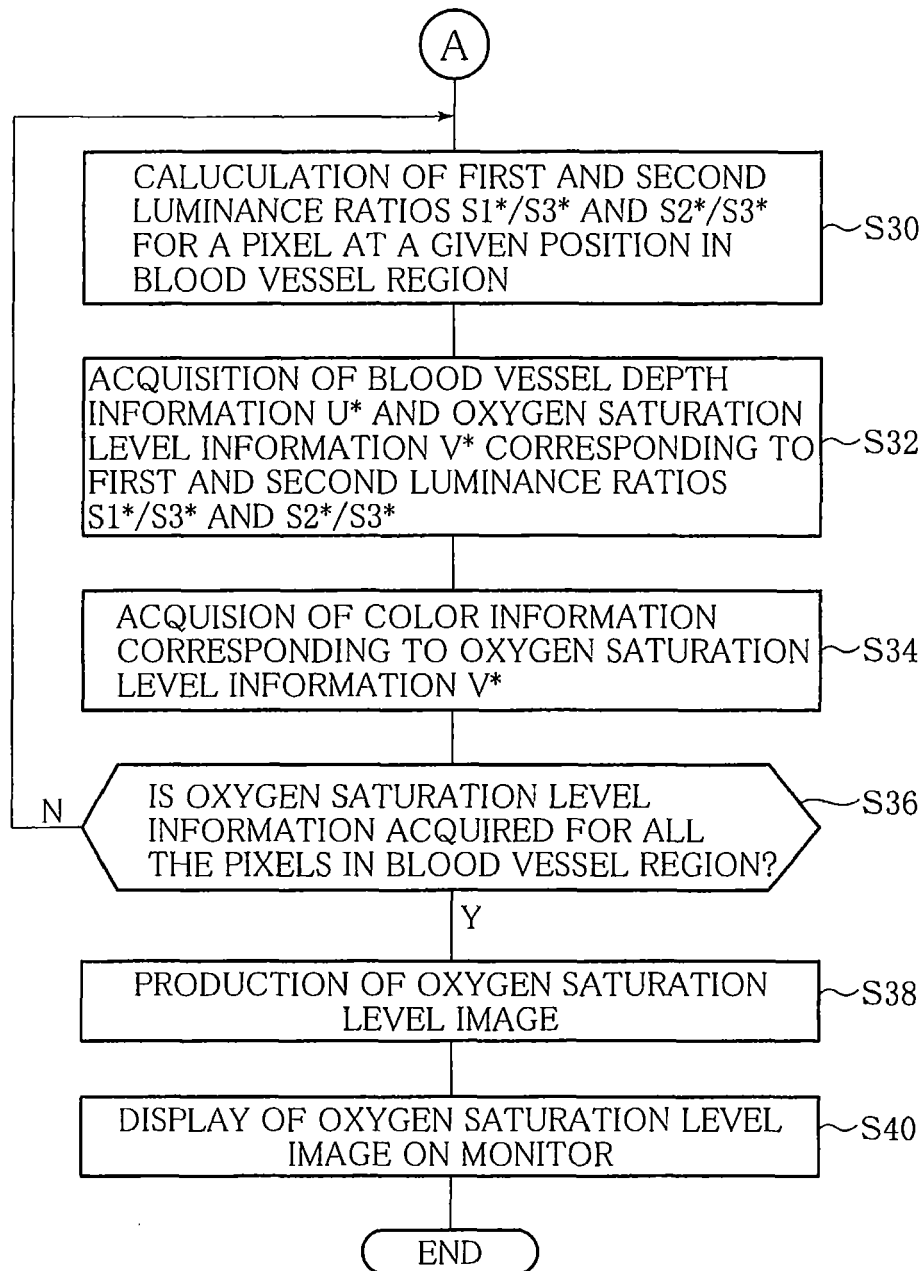 A
CALUCULATION OF FIRST AND SECOND
LUMINANCE RATIOS S1*/S3* AND S2*/S3*
FOR A PIXEL AT A GIVEN POSITION IN
BLOOD VESSEL REGION
S30
ACQUISITION OF BLOOD VESSEL DEPTH
INFORMATION U* AND OXYGEN SATURATION
LEVEL INFORMATION V* CORRESPONDING TO
FIRST AND SECOND LUMINANCE RATIOS
S1*/S3* AND S2*/S3*
S32
ACQUISION OF COLOR INFORMATION
CORRESPONDING TO OXYGEN SATURATION
LEVEL INFORMATION V*
S34
IS OXYGEN SATURATION LEVEL
INFORMATION ACQUIRED FOR ALL
THE PIXELS IN BLOOD VESSEL REGION?
S36
N
Y
PRODUCTION OF OXYGEN SATURATION
LEVEL IMAGE
S38
DISPLAY OF OXYGEN SATURATION LEVEL
IMAGE ON MONITOR
S40
END